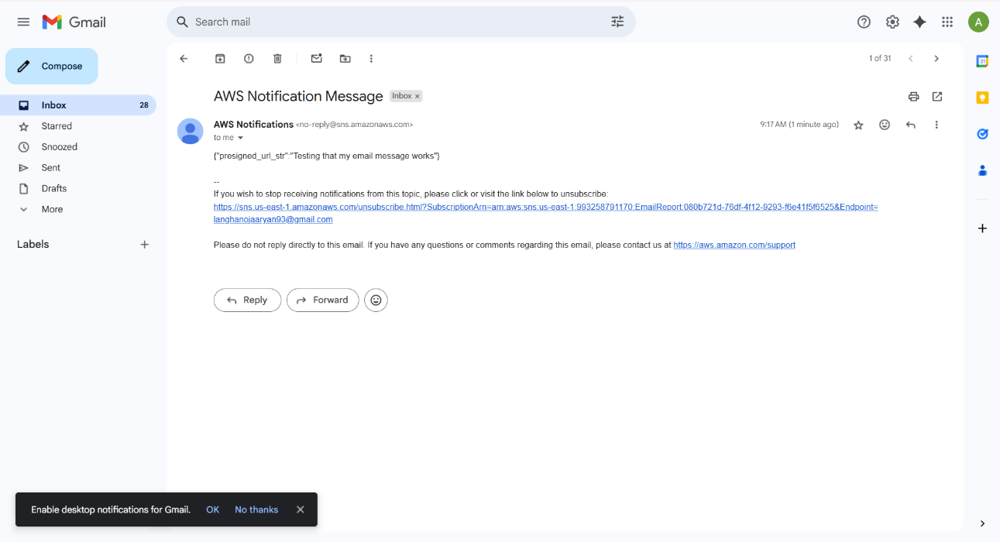 Gmail
Search mail
A
Compose
Inbox 28
Starred
Snoozed
Sent
Drafts
More
Labels
1 of 31
AWS Notification Message Inbox ×
AWS Notifications <no-reply@sns.amazonaws.com>
9:17 AM (1 minute ago)
to me
{"presigned_url_str":"Testing that my email message works"}
--
If you wish to stop receiving notifications from this topic, please click or visit the link below to unsubscribe:
https://sns.us-east-1.amazonaws.com/unsubscribe.html?SubscriptionArn=arn:aws:sns:us-east-1:993258791170:EmailReport:080b721d-76df-4f12-9293-f6e41f5f6525&Endpoint=
langhanojaaryan93@gmail.com
Please do not reply directly to this email. If you have any questions or comments regarding this email, please contact us at https://aws.amazon.com/support
Reply
Forward
31
Enable desktop notifications for Gmail. OK No thanks